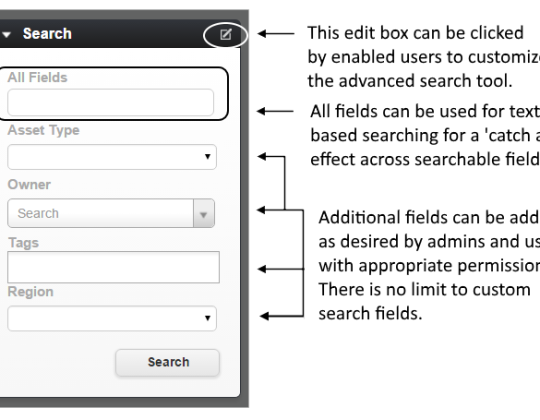 Search
All Fields
Asset Type
Owner
Search
Tags
Region
Search
This edit box can be clicked
by enabled users to customize
the advanced search tool.
All fields can be used for text
based searching for a 'catch a
effect across searchable field
Additional fields can be add
as desired by admins and us
with appropriate permission
There is no limit to custom
search fields.